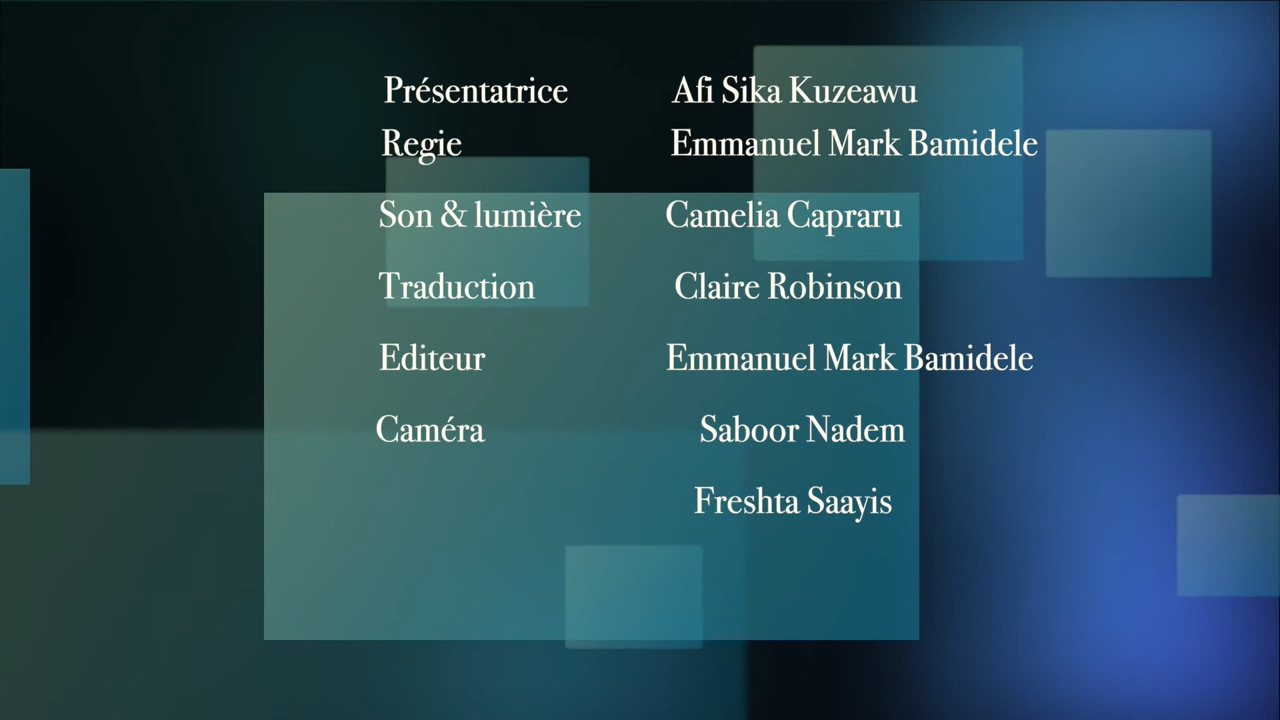 Présentatrice Afi Sika Kuzeawu
Regie Emmanuel Mark Bamidele
Son & lumière Camelia Capraru
Traduction Claire Robinson
Editeur Emmanuel Mark Bamidele
Caméra Saboor Nadem
Freshta Saayis